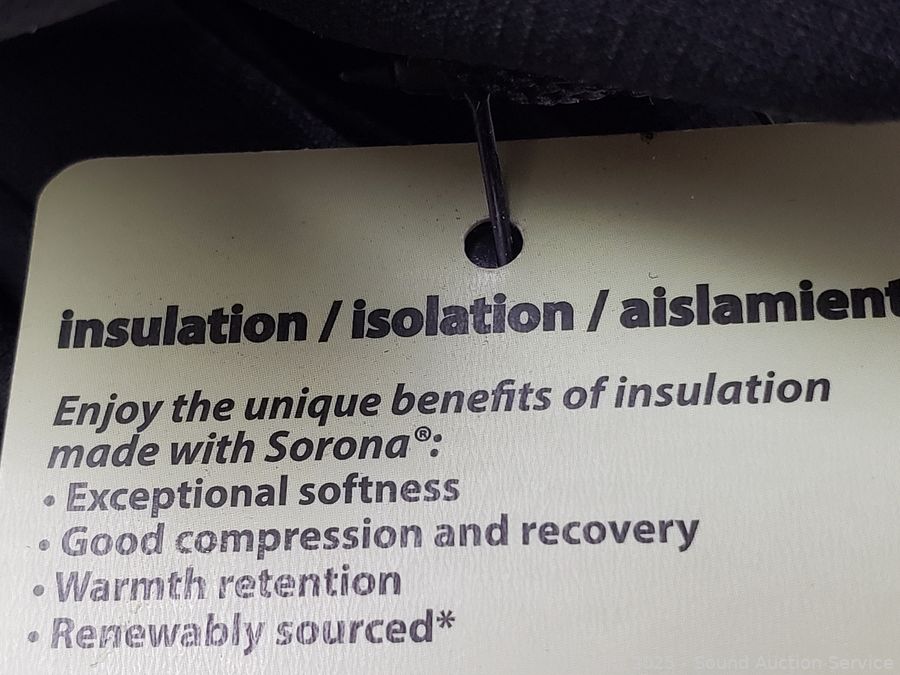 insulation / isolation / aislamient
Enjoy the unique benefits of insulation
made with Sorona®:
• Exceptional softness
• Good compression and recovery
• Warmth retention
• Renewably sourced*
3025 - Sound Auction Service